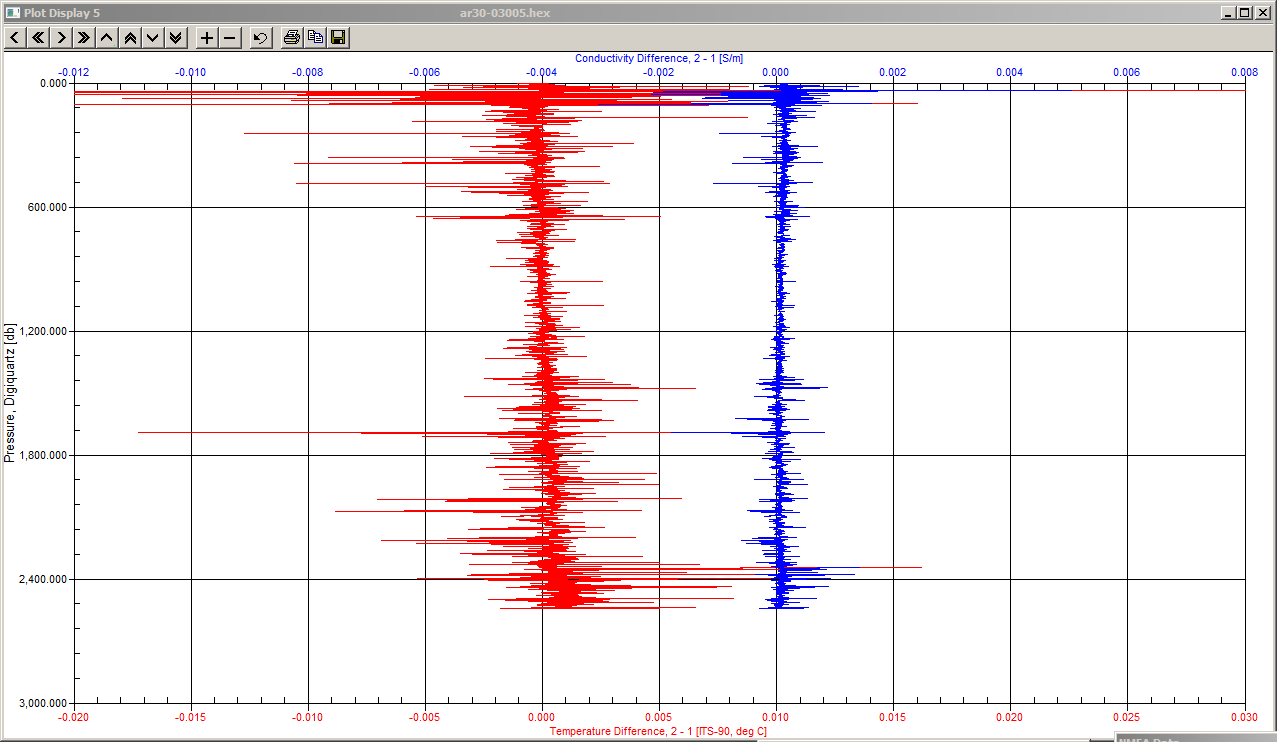 Plot Display 5 ar30-03005.hex
Conductivity Difference, 2 - 1 [S/m]
-0.012 -0.010 -0.008 -0.006 -0.004 -0.002 0.000 0.002 0.004 0.006 0.008
0.000
600.000
1,200.000
Pressure, Digiquartz [db]
1,800.000
2,400.000
3,000.000
-0.020 -0.015 -0.010 -0.005 0.000 0.005 0.010 0.015 0.020 0.025 0.030
Temperature Difference, 2 - 1 [ITS-90, deg C]
NMEA Data